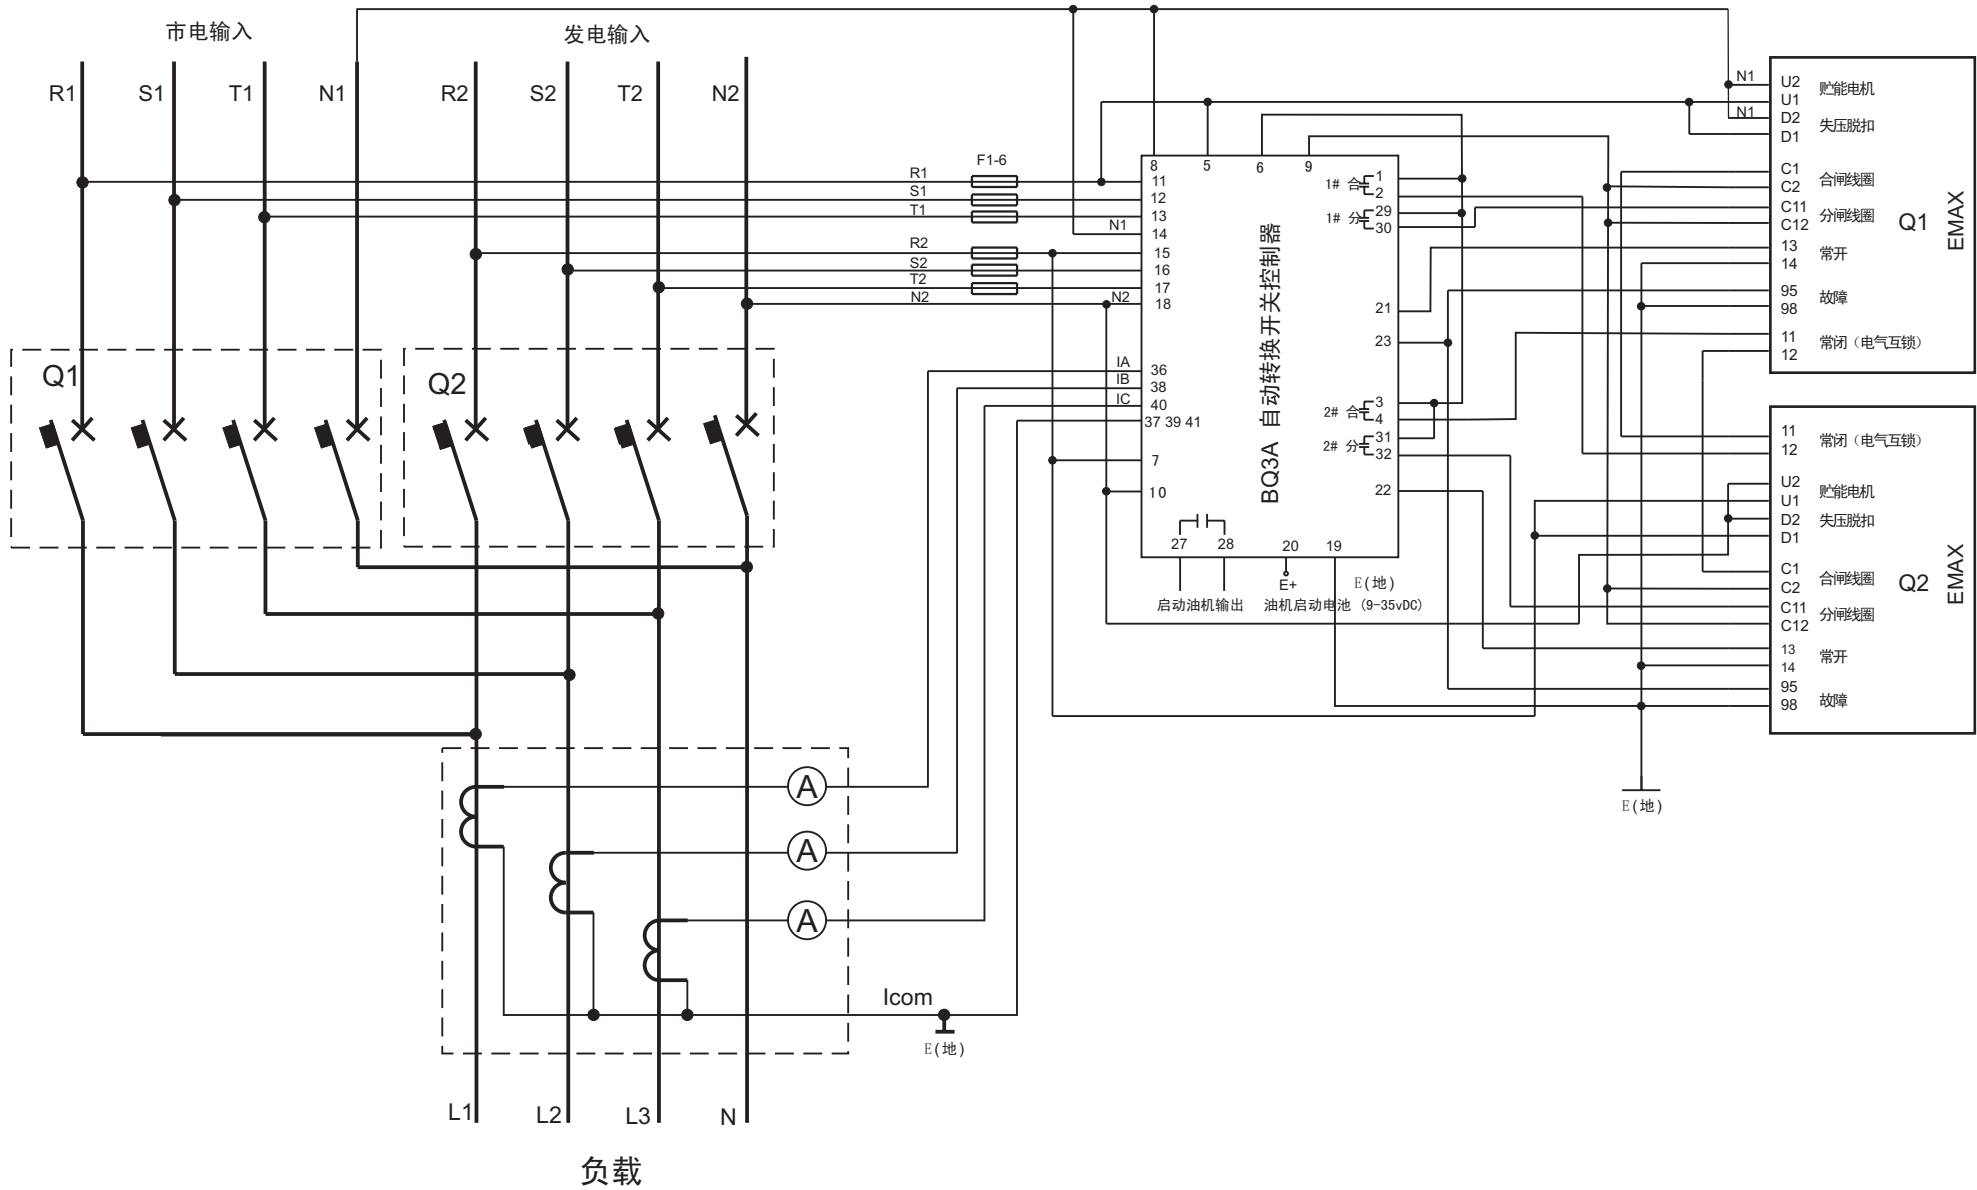 市电输入
发电输入
R1
S1
T1
N1
R2
S2
T2
N2
Q1
Q2
F1-6
R1
S1
T1
N1
R2
S2
T2
N2
N2
IA
IB
IC
8
5
6
9
11
12
13
14
15
16
17
18
36
38
40
37 39 41
7
10
BQ3A 自动转换开关控制器
1# 合
1
2
1# 分
29
30
21
23
2# 合
3
4
2# 分
31
32
22
27
28
20
19
E+
E(地)
启动油机输出
油机启动电池 (9-35vDC)
N1
N1
U2
U1
贮能电机
D2
D1
失压脱扣
C1
C2
合闸线圈
C11
C12
分闸线圈
13
14
常开
95
98
故障
11
12
常闭（电气互锁）
Q1
EMAX
11
12
常闭（电气互锁）
U2
U1
贮能电机
D2
D1
失压脱扣
C1
C2
合闸线圈
C11
C12
分闸线圈
13
14
常开
95
98
故障
Q2
EMAX
E(地)
A
A
A
Icom
E(地)
L1
L2
L3
N
负载